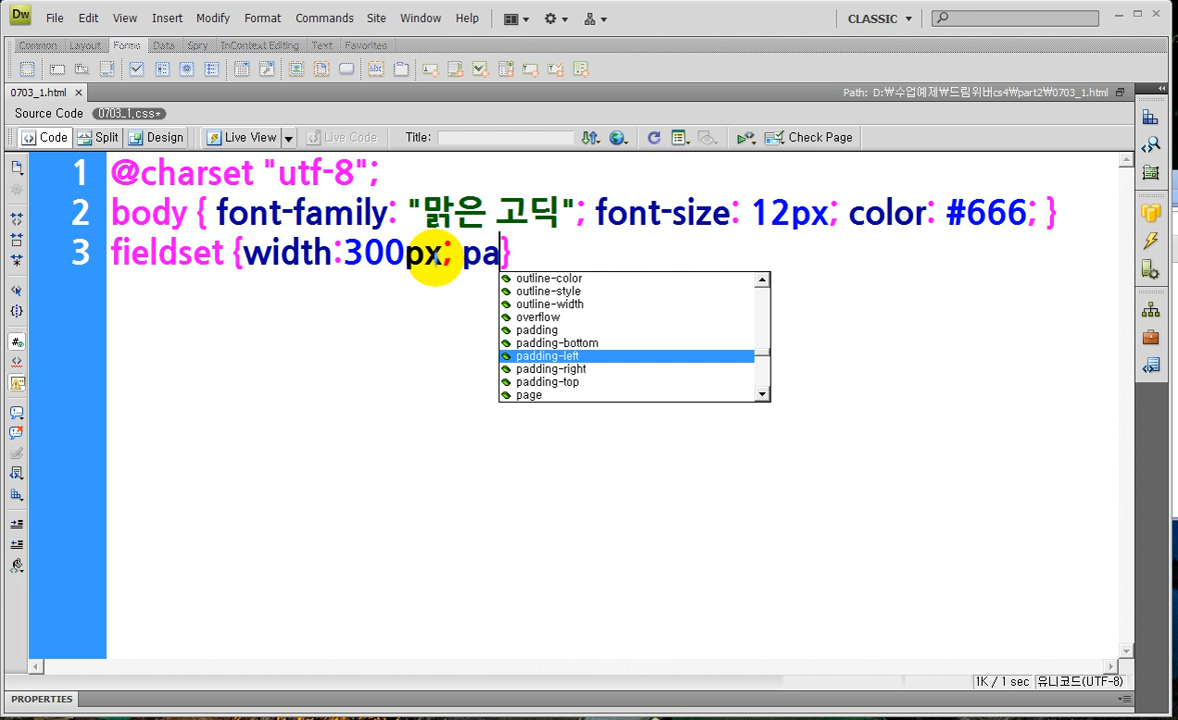 Dw File Edit View Insert Modify Format Commands Site Window Help CLASSIC
Common Layout Forms Data Spry InContext Editing Text Favorites
0703_1.html Path: D:₩수업예제₩드림위버cs4₩part2₩0703_1.html
Source Code 0703_1.css*
Code Split Design Live View Live Code Title: Check Page
1 @charset "utf-8";
2 body { font-family: "맑은 고딕"; font-size: 12px; color: #666; }
3 fieldset {width:300px; pa}
outline-color
outline-style
outline-width
overflow
padding
padding-bottom
padding-left
padding-right
padding-top
page
1K / 1 sec 유니코드(UTF-8)
PROPERTIES